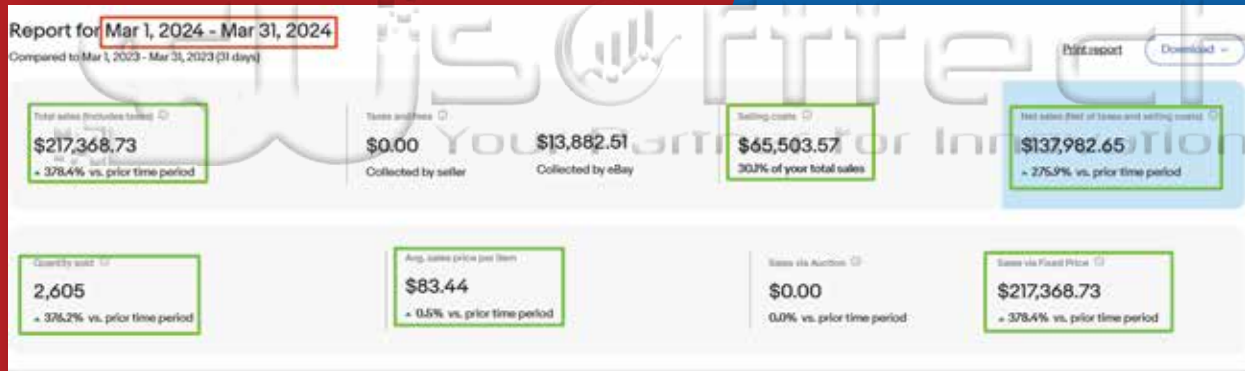 Report for Mar 1, 2024 - Mar 31, 2024
Compared to Mar 1, 2023 - Mar 31, 2023 (31 days)
Print report
Download
Total sales (includes taxes)
$217,368.73
378.4% vs. prior time period
Taxes and fees
$0.00
Collected by seller
$13,882.51
Collected by eBay
Selling costs
$65,503.57
30.1% of your total sales
Net sales (Net of taxes and selling costs)
$137,982.65
275.9% vs. prior time period
Quantity sold
2,605
376.2% vs. prior time period
Avg. sales price per item
$83.44
0.5% vs. prior time period
Sales via Auction
$0.00
0.0% vs. prior time period
Sales via Fixed Price
$217,368.73
378.4% vs. prior time period
Your Partner for Innovation